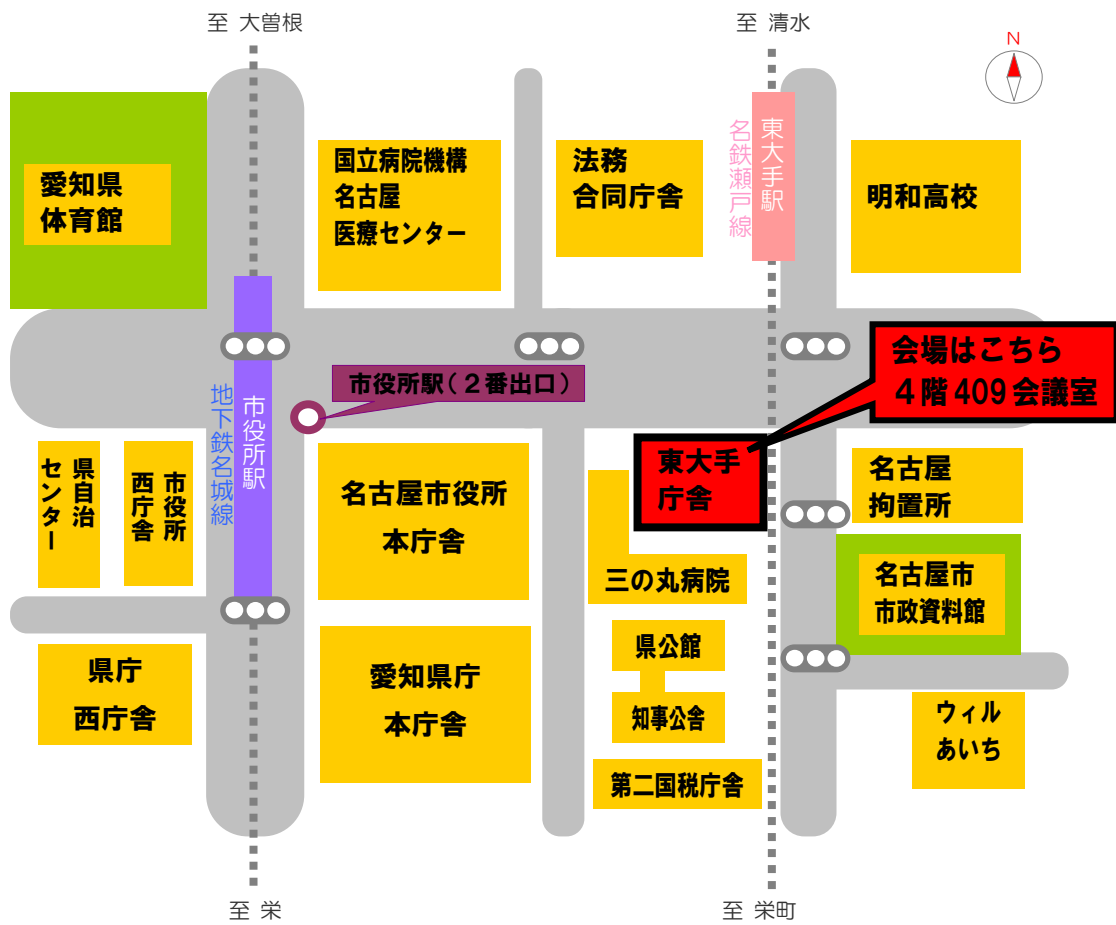 至 大曽根
至 清水
N
愛知県
体育館
国立病院機構
名古屋
医療センター
法務
合同庁舎
名鉄瀬戸線
東大手駅
明和高校
会場はこちら
4階409会議室
市役所駅(2番出口)
地下鉄名城線
市役所駅
県自治
センター
市役所
西庁舎
名古屋市役所
本庁舎
東大手
庁舎
名古屋
拘置所
三の丸病院
名古屋市
市政資料館
県庁
西庁舎
愛知県庁
本庁舎
県公館
知事公舎
ウィル
あいち
第二国税庁舎
至 栄
至 栄町